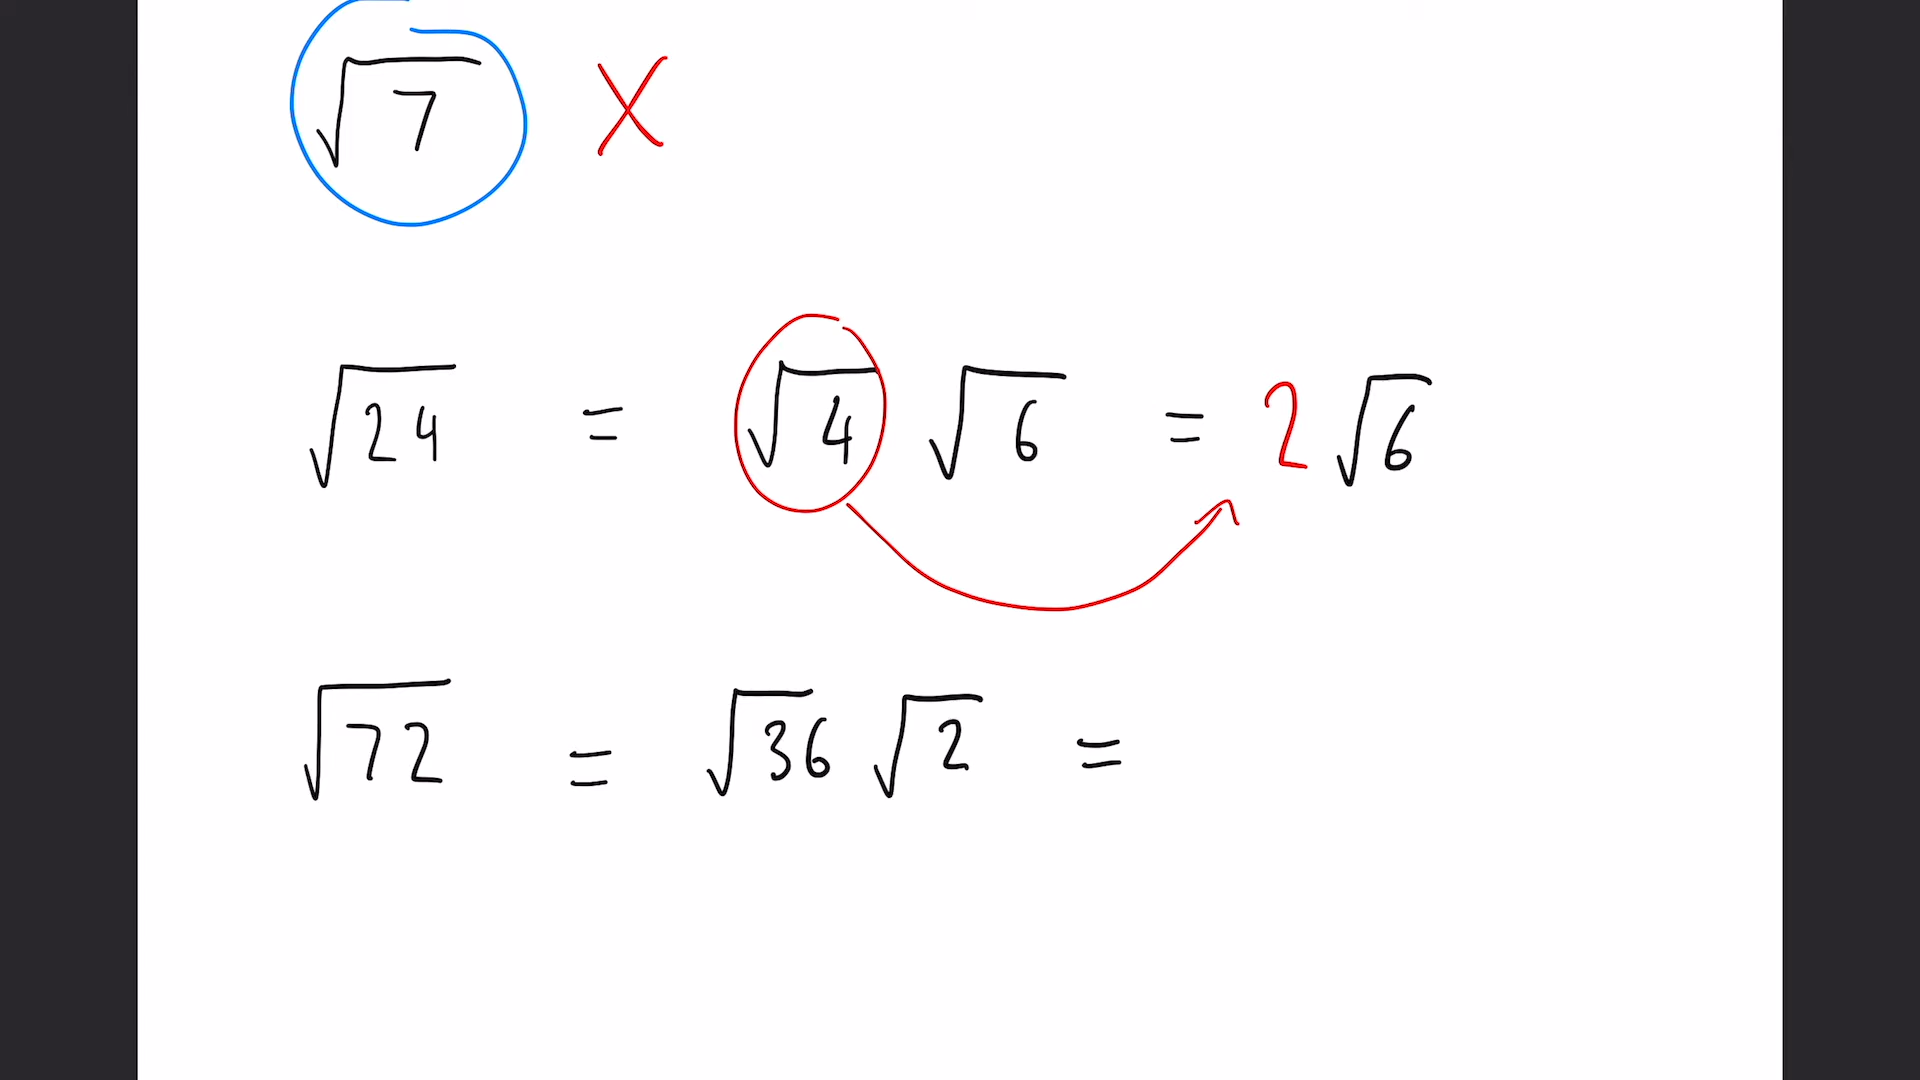 √7 X
√24 = √4 √6 = 2 √6
√72 = √36 √2 =